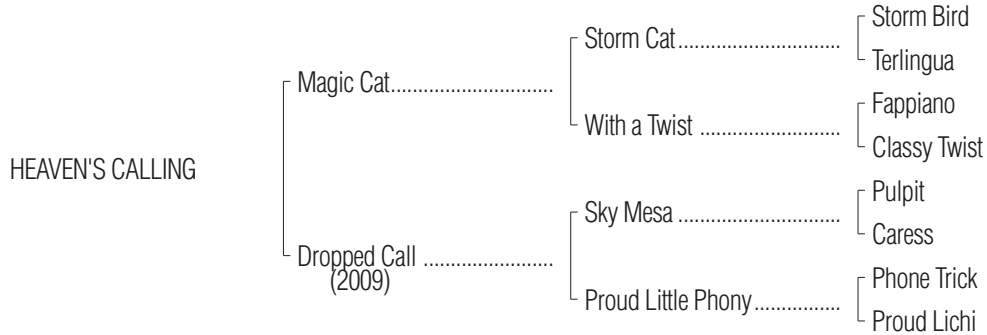 Storm Bird
Storm Cat..............................
Terlingua
Magic Cat..............................
Fappiano
With a Twist ..........................
Classy Twist
HEAVEN'S CALLING
Pulpit
Sky Mesa ..............................
Caress
Dropped Call ........................
(2009)
Phone Trick
Proud Little Phony................
Proud Lichi